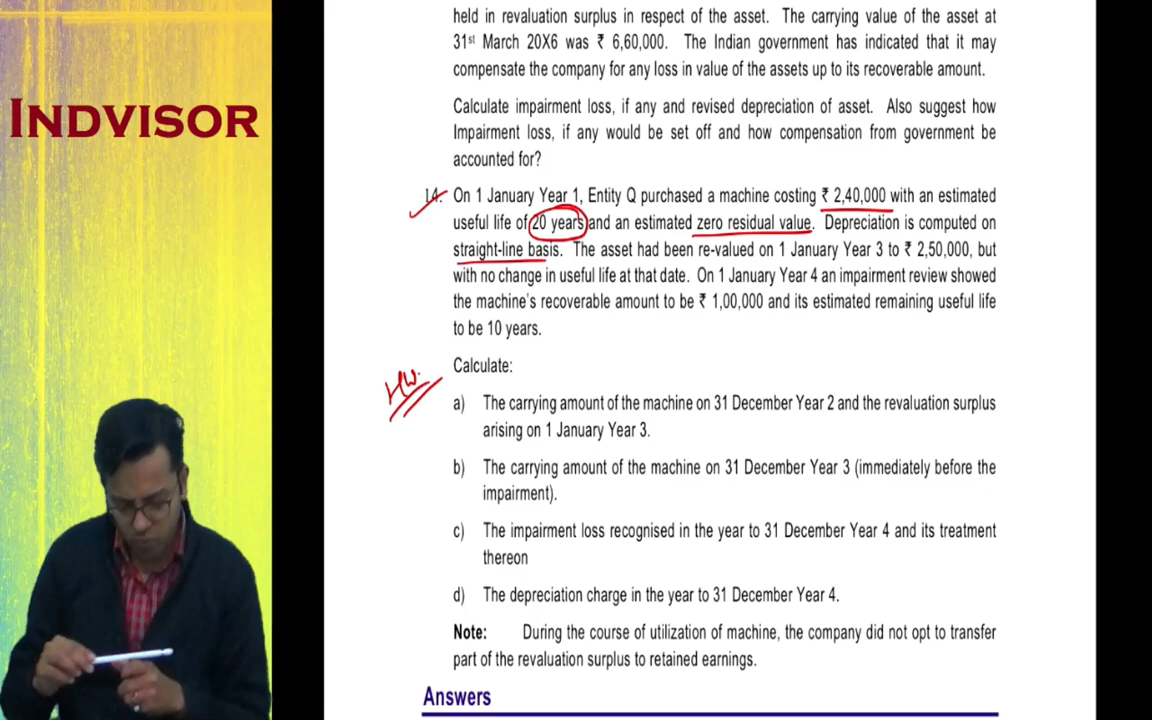 held in revaluation surplus in respect of the asset. The carrying value of the asset at
31st March 20X6 was ₹ 6,60,000. The Indian government has indicated that it may
compensate the company for any loss in value of the assets up to its recoverable amount.
INDVISOR
Calculate impairment loss, if any and revised depreciation of asset. Also suggest how
Impairment loss, if any would be set off and how compensation from government be
accounted for?
14. On 1 January Year 1, Entity Q purchased a machine costing ₹ 2,40,000 with an estimated
useful life of 20 years and an estimated zero residual value. Depreciation is computed on
straight-line basis. The asset had been re-valued on 1 January Year 3 to ₹ 2,50,000, but
with no change in useful life at that date. On 1 January Year 4 an impairment review showed
the machine's recoverable amount to be ₹ 1,00,000 and its estimated remaining useful life
to be 10 years.
Calculate:
HW.
a) The carrying amount of the machine on 31 December Year 2 and the revaluation surplus
arising on 1 January Year 3.
b) The carrying amount of the machine on 31 December Year 3 (immediately before the
impairment).
c) The impairment loss recognised in the year to 31 December Year 4 and its treatment
thereon
d) The depreciation charge in the year to 31 December Year 4.
Note: During the course of utilization of machine, the company did not opt to transfer
part of the revaluation surplus to retained earnings.
Answers